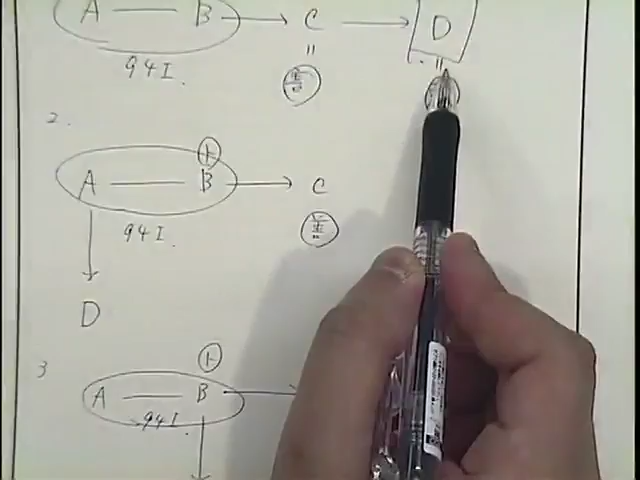 A — B → C → D
94I.
2.
A — B → C
94I.
D
3
A — B
94I.